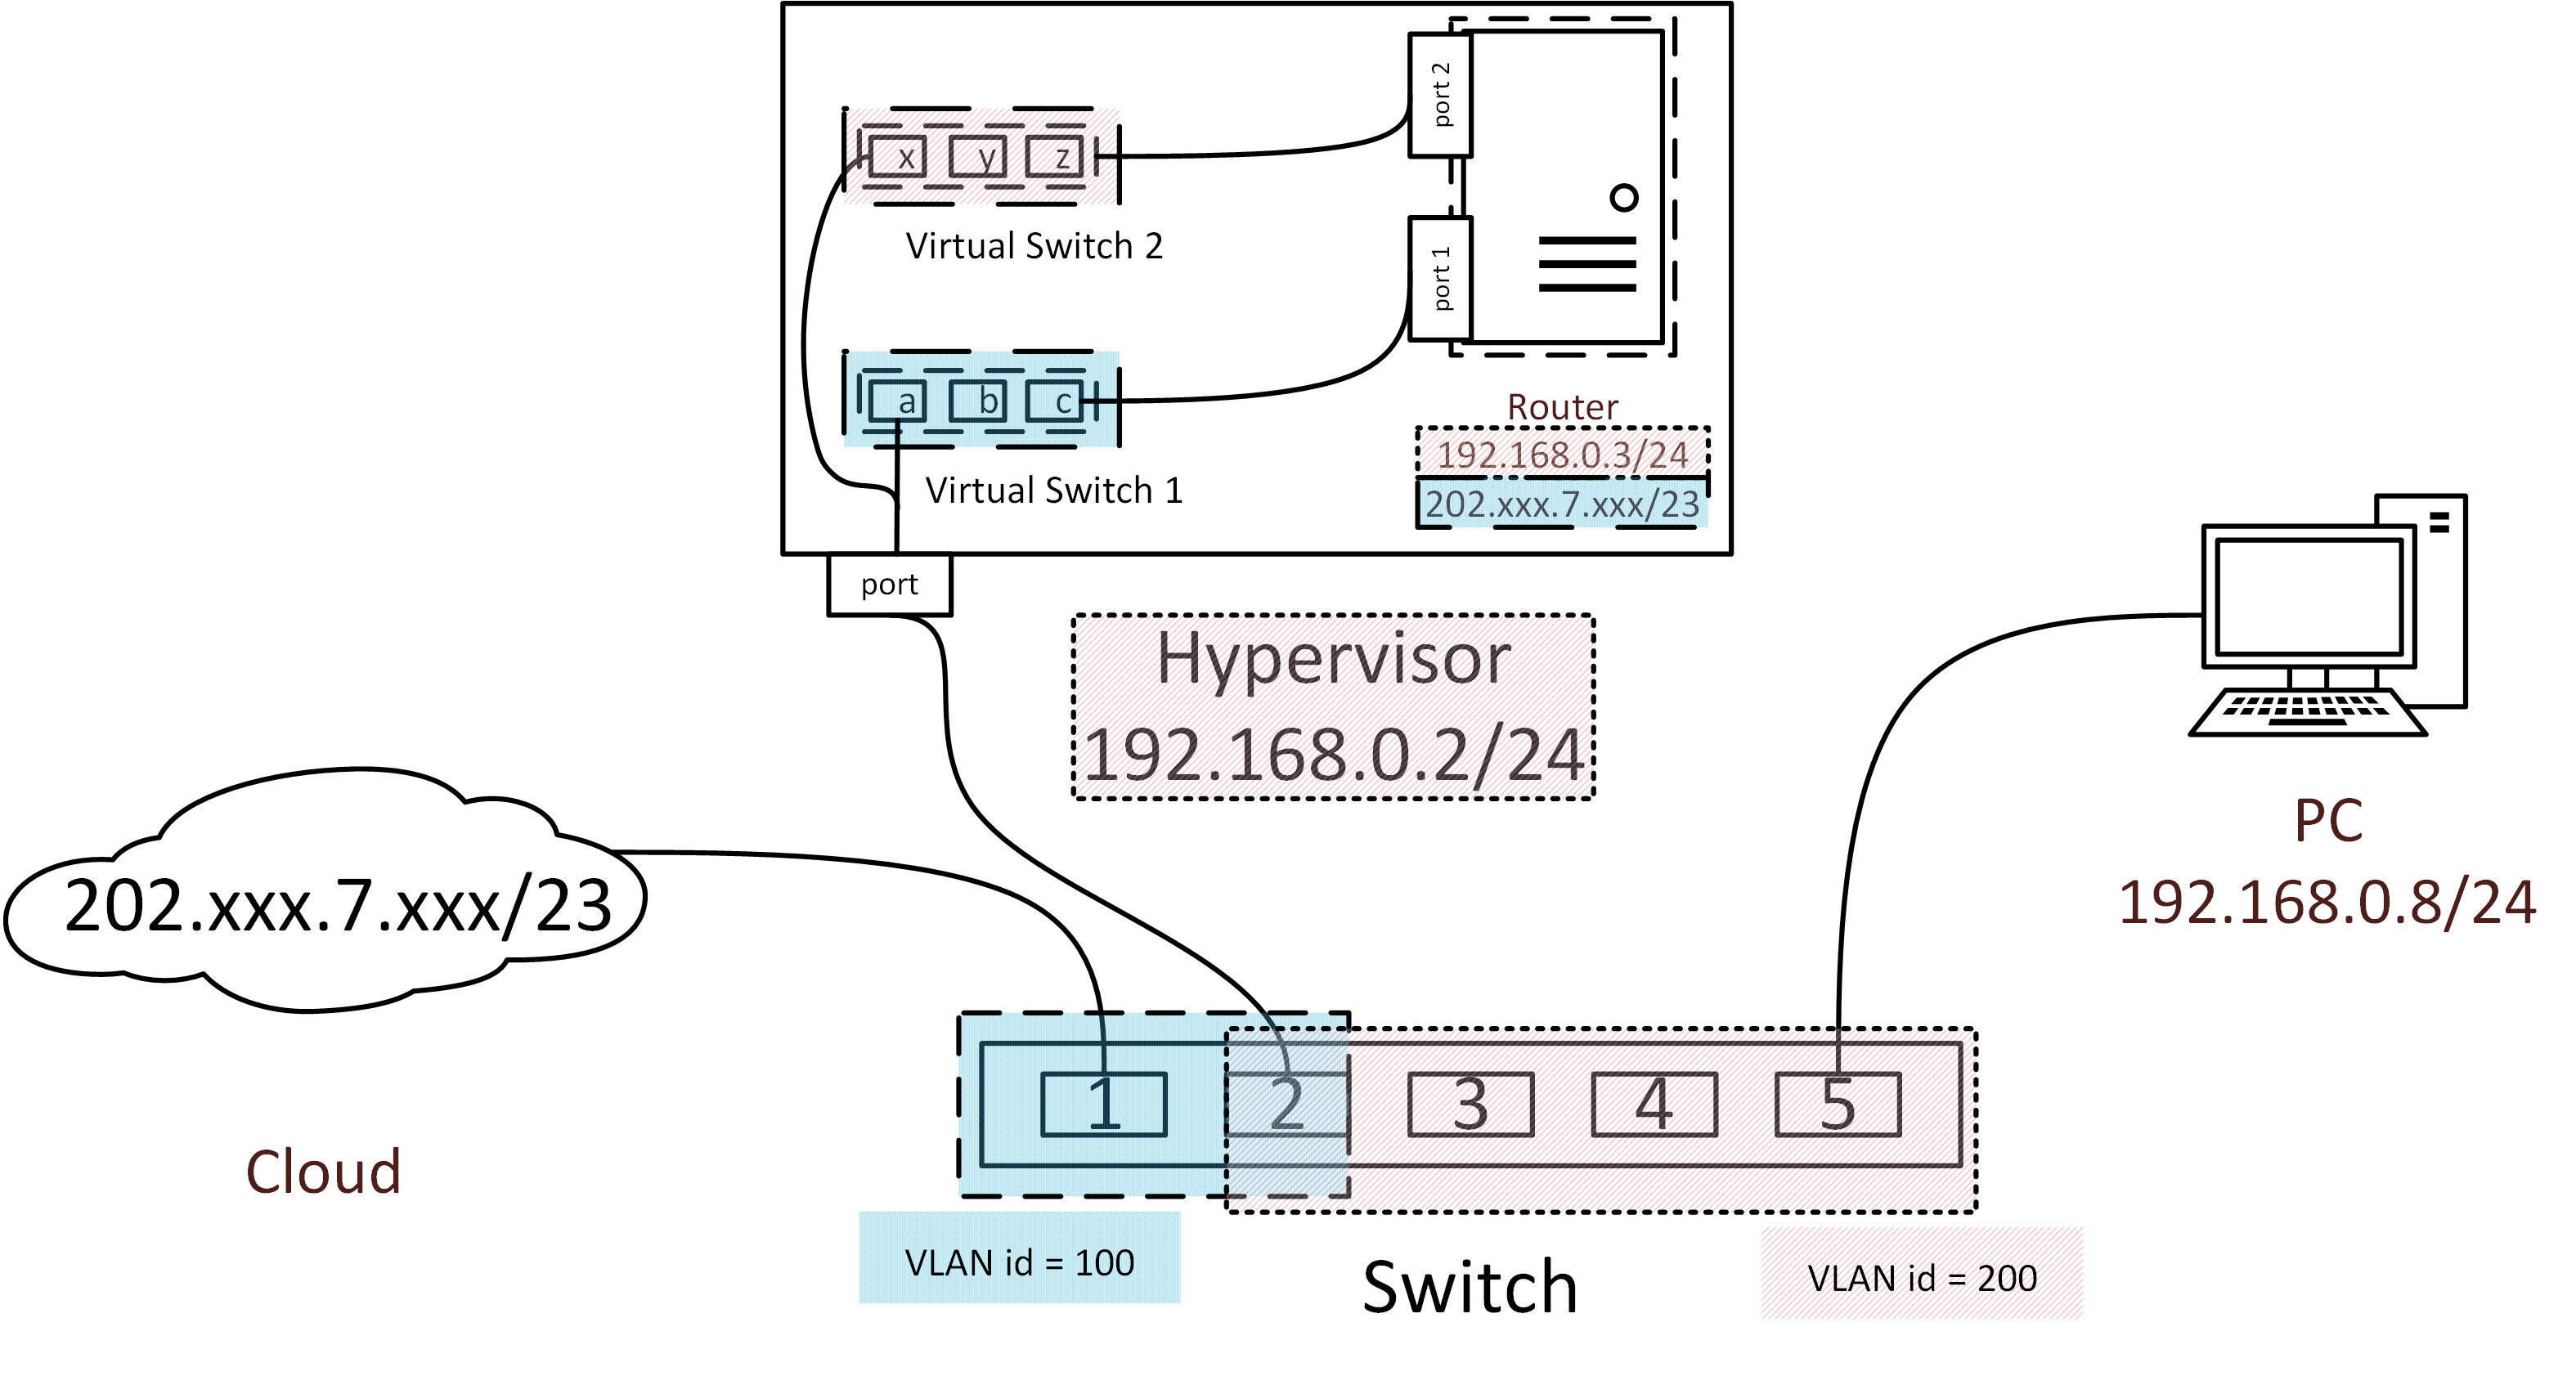 port 2
x y z
Virtual Switch 2
port 1
a b c
Virtual Switch 1
Router
192.168.0.3/24
202.xxx.7.xxx/23
port
Hypervisor
192.168.0.2/24
PC
192.168.0.8/24
202.xxx.7.xxx/23
Cloud
1 2 3 4 5
VLAN id = 100
Switch
VLAN id = 200